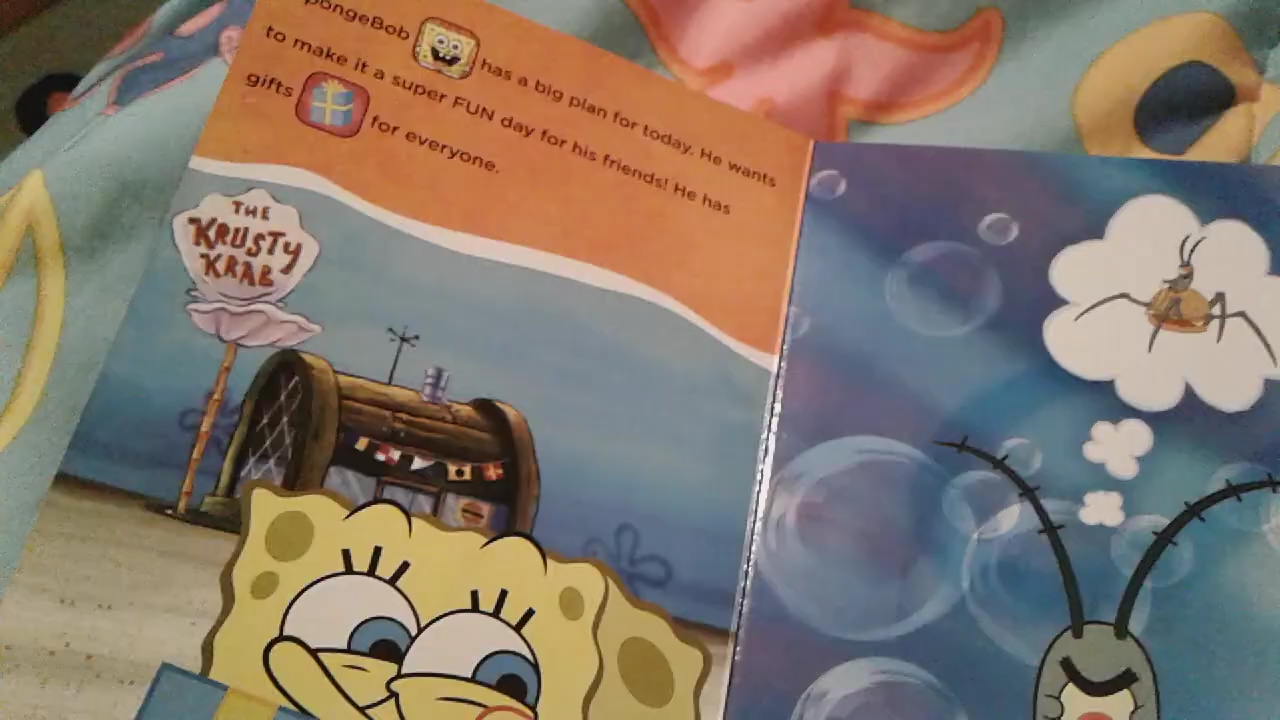 pongeBob has a big plan for today. He wants
to make it a super FUN day for his friends! He has
gifts for everyone.
THE
KRUSTY
KRAB